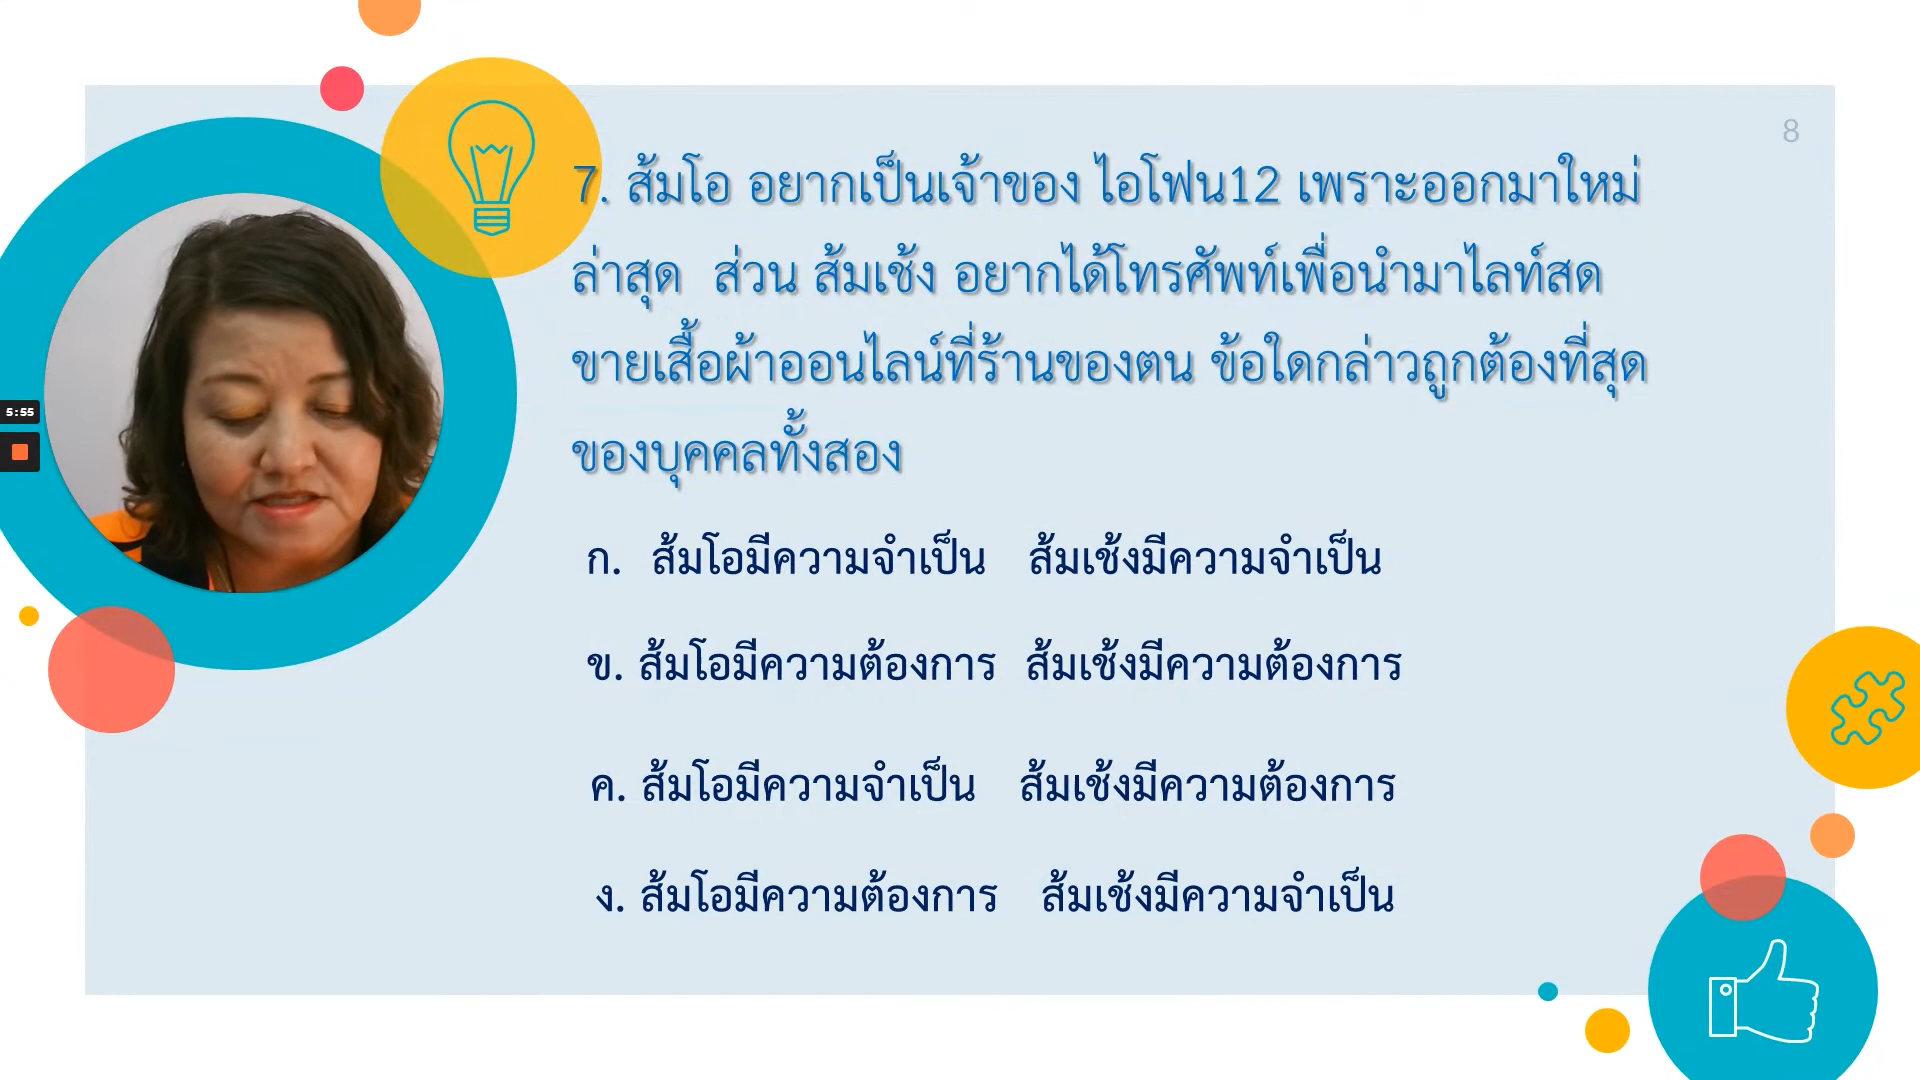 8
7. ส้มโอ อยากเป็นเจ้าของ ไอโฟน12 เพราะออกมาใหม่
ล่าสุด ส่วน ส้มเช้ง อยากได้โทรศัพท์เพื่อนำมาไลท์สด
ขายเสื้อผ้าออนไลน์ที่ร้านของตน ข้อใดกล่าวถูกต้องที่สุด
ของบุคคลทั้งสอง
5:55
ก. ส้มโอมีความจำเป็น ส้มเช้งมีความจำเป็น
ข. ส้มโอมีความต้องการ ส้มเช้งมีความต้องการ
ค. ส้มโอมีความจำเป็น ส้มเช้งมีความต้องการ
ง. ส้มโอมีความต้องการ ส้มเช้งมีความจำเป็น